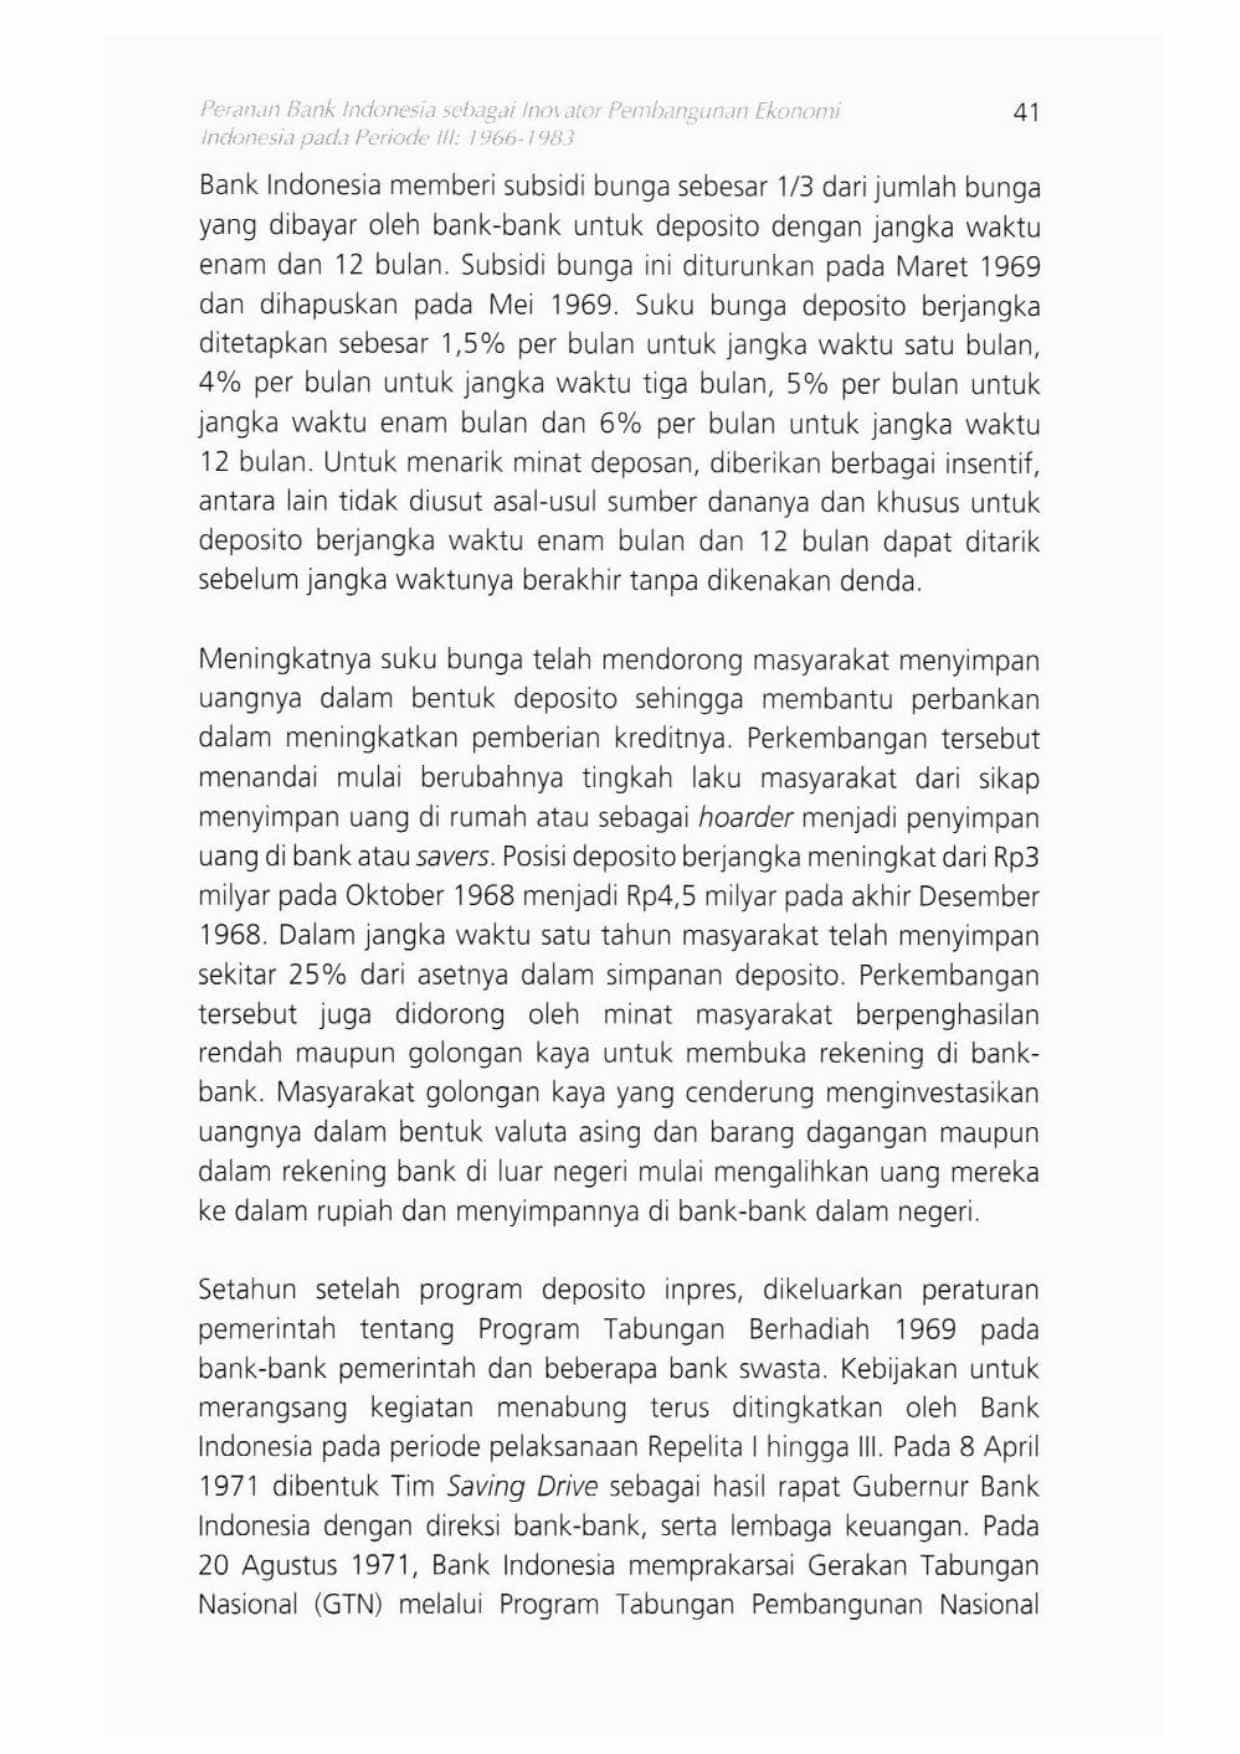 Peranan Bank Indonesia sebagai Inovator Pembangunan Ekonomi
Indonesia pada Periode III: 1966-1983
41
Bank Indonesia memberi subsidi bunga sebesar 1/3 dari jumlah bunga
yang dibayar oleh bank-bank untuk deposito dengan jangka waktu
enam dan 12 bulan. Subsidi bunga ini diturunkan pada Maret 1969
dan dihapuskan pada Mei 1969. Suku bunga deposito berjangka
ditetapkan sebesar 1,5% per bulan untuk jangka waktu satu bulan,
4% per bulan untuk jangka waktu tiga bulan, 5% per bulan untuk
jangka waktu enam bulan dan 6% per bulan untuk jangka waktu
12 bulan. Untuk menarik minat deposan, diberikan berbagai insentif,
antara lain tidak diusut asal-usul sumber dananya dan khusus untuk
deposito berjangka waktu enam bulan dan 12 bulan dapat ditarik
sebelum jangka waktunya berakhir tanpa dikenakan denda.
Meningkatnya suku bunga telah mendorong masyarakat menyimpan
uangnya dalam bentuk deposito sehingga membantu perbankan
dalam meningkatkan pemberian kreditnya. Perkembangan tersebut
menandai mulai berubahnya tingkah laku masyarakat dari sikap
menyimpan uang di rumah atau sebagai hoarder menjadi penyimpan
uang di bank atau savers. Posisi deposito berjangka meningkat dari Rp3
milyar pada Oktober 1968 menjadi Rp4,5 milyar pada akhir Desember
1968. Dalam jangka waktu satu tahun masyarakat telah menyimpan
sekitar 25% dari asetnya dalam simpanan deposito. Perkembangan
tersebut juga didorong oleh minat masyarakat berpenghasilan
rendah maupun golongan kaya untuk membuka rekening di bank-
bank. Masyarakat golongan kaya yang cenderung menginvestasikan
uangnya dalam bentuk valuta asing dan barang dagangan maupun
dalam rekening bank di luar negeri mulai mengalihkan uang mereka
ke dalam rupiah dan menyimpannya di bank-bank dalam negeri.
Setahun setelah program deposito inpres, dikeluarkan peraturan
pemerintah tentang Program Tabungan Berhadiah 1969 pada
bank-bank pemerintah dan beberapa bank swasta. Kebijakan untuk
merangsang kegiatan menabung terus ditingkatkan oleh Bank
Indonesia pada periode pelaksanaan Repelita I hingga III. Pada 8 April
1971 dibentuk Tim Saving Drive sebagai hasil rapat Gubernur Bank
Indonesia dengan direksi bank-bank, serta lembaga keuangan. Pada
20 Agustus 1971, Bank Indonesia memprakarsai Gerakan Tabungan
Nasional (GTN) melalui Program Tabungan Pembangunan Nasional